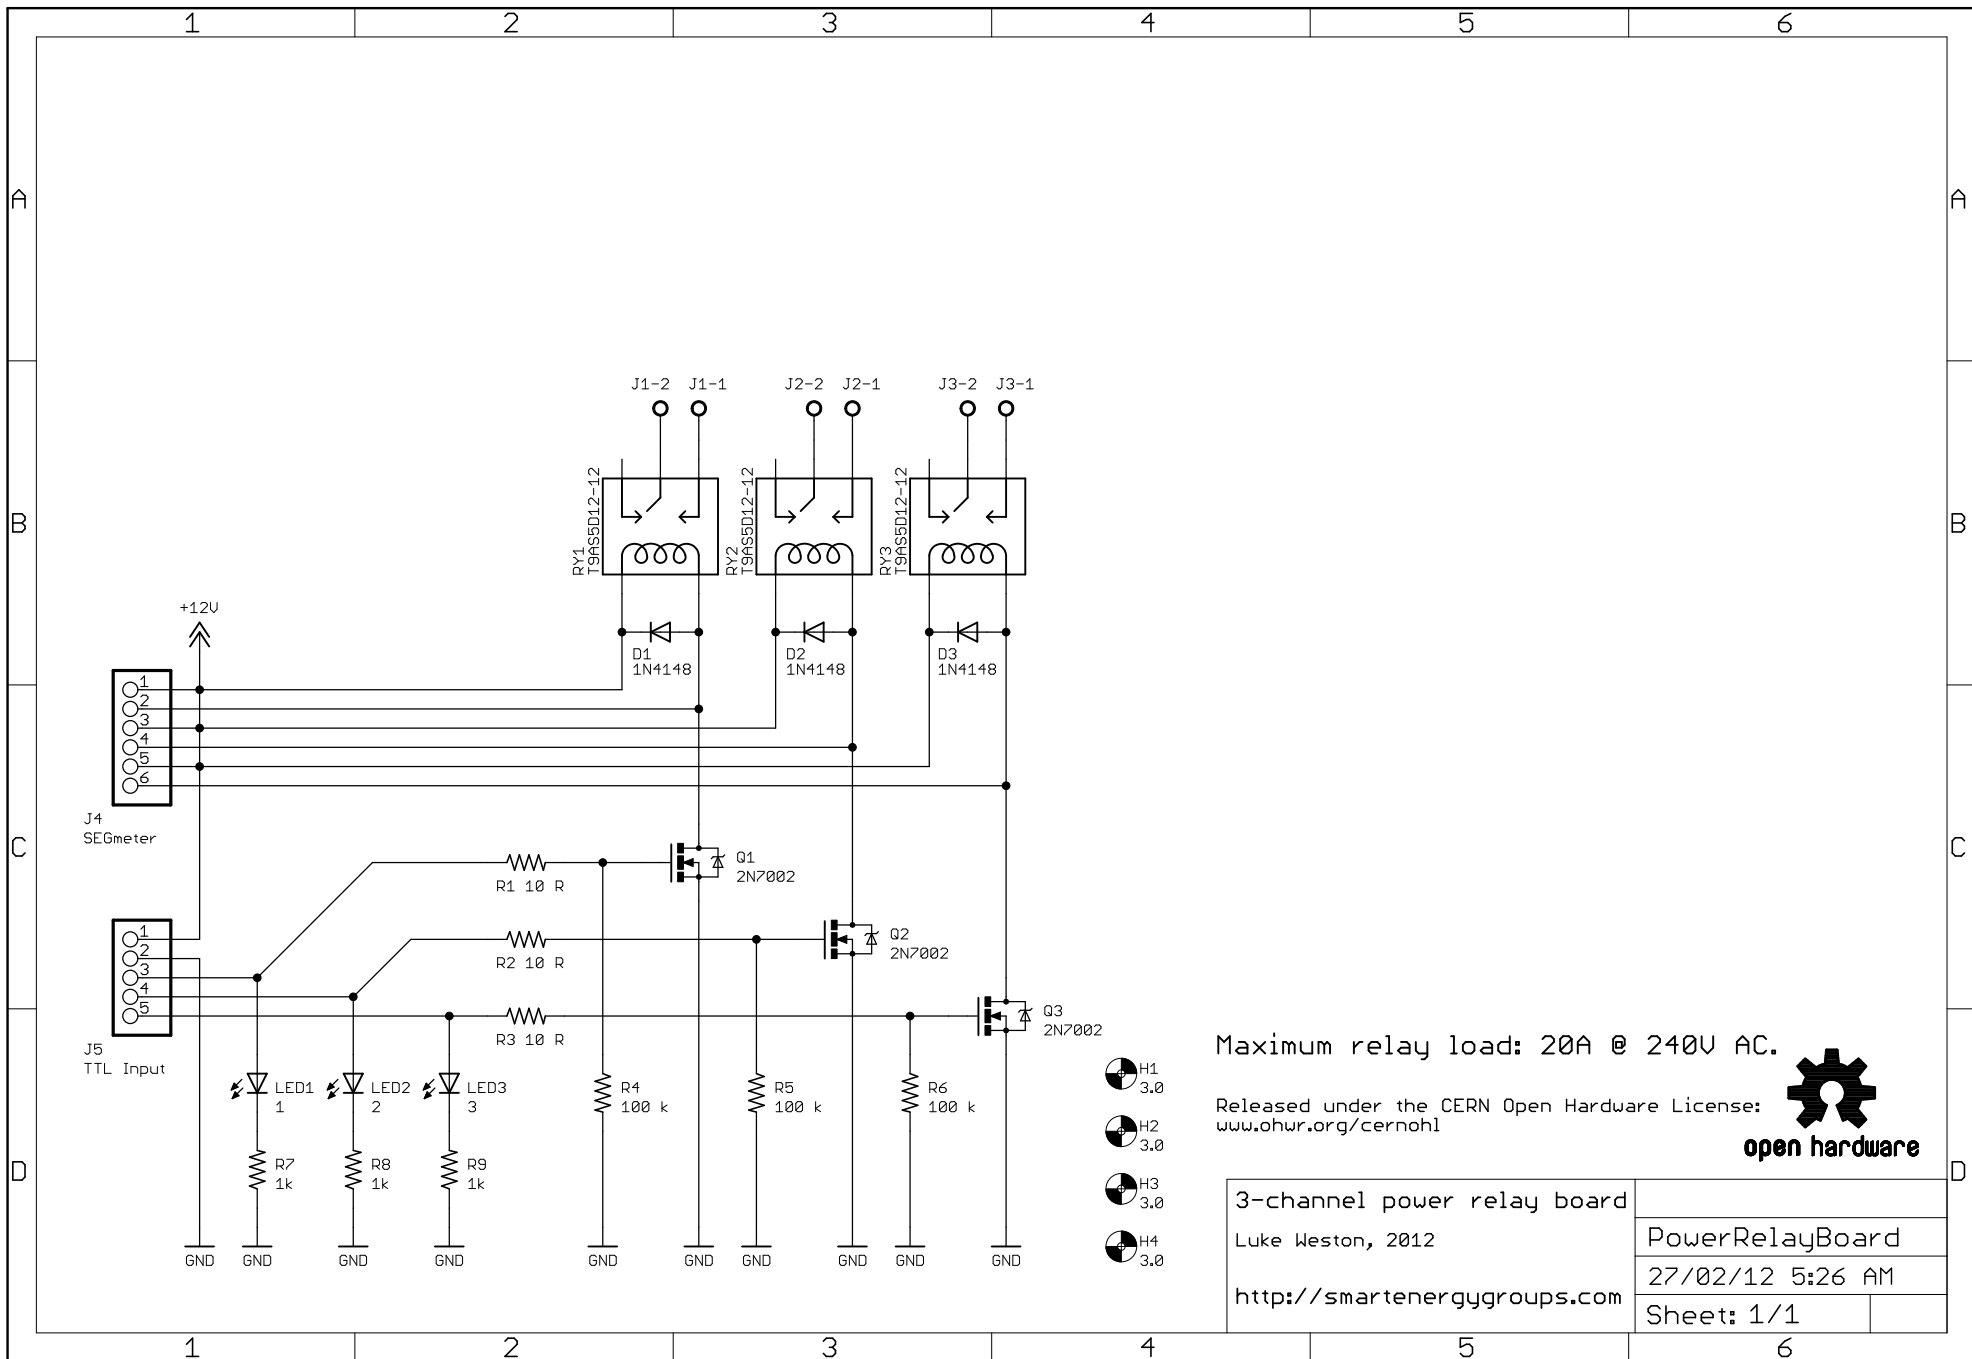 1 2 3 4 5 6
A A
J1-2 J1-1 J2-2 J2-1 J3-2 J3-1
B B
RY1
T9AS5D12-12
RY2
T9AS5D12-12
RY3
T9AS5D12-12
+12V
D1
1N4148
D2
1N4148
D3
1N4148
1
2
3
4
5
6
J4
SEGmeter
C C
Q1
2N7002
R1 10 R
Q2
2N7002
R2 10 R
1
2
3
4
5
Q3
2N7002
R3 10 R
J5
TTL Input
LED1
1
LED2
2
LED3
3
R4
100 k
R5
100 k
R6
100 k
R7
1k
R8
1k
R9
1k
GND GND GND GND GND GND GND GND GND GND
H1
3.0
H2
3.0
H3
3.0
H4
3.0
Maximum relay load: 20A @ 240V AC.
Released under the CERN Open Hardware License:
www.ohwr.org/cernohl
open hardware
D D
3-channel power relay board
Luke Weston, 2012
http://smartenergygroups.com
PowerRelayBoard
27/02/12 5:26 AM
Sheet: 1/1
1 2 3 4 5 6